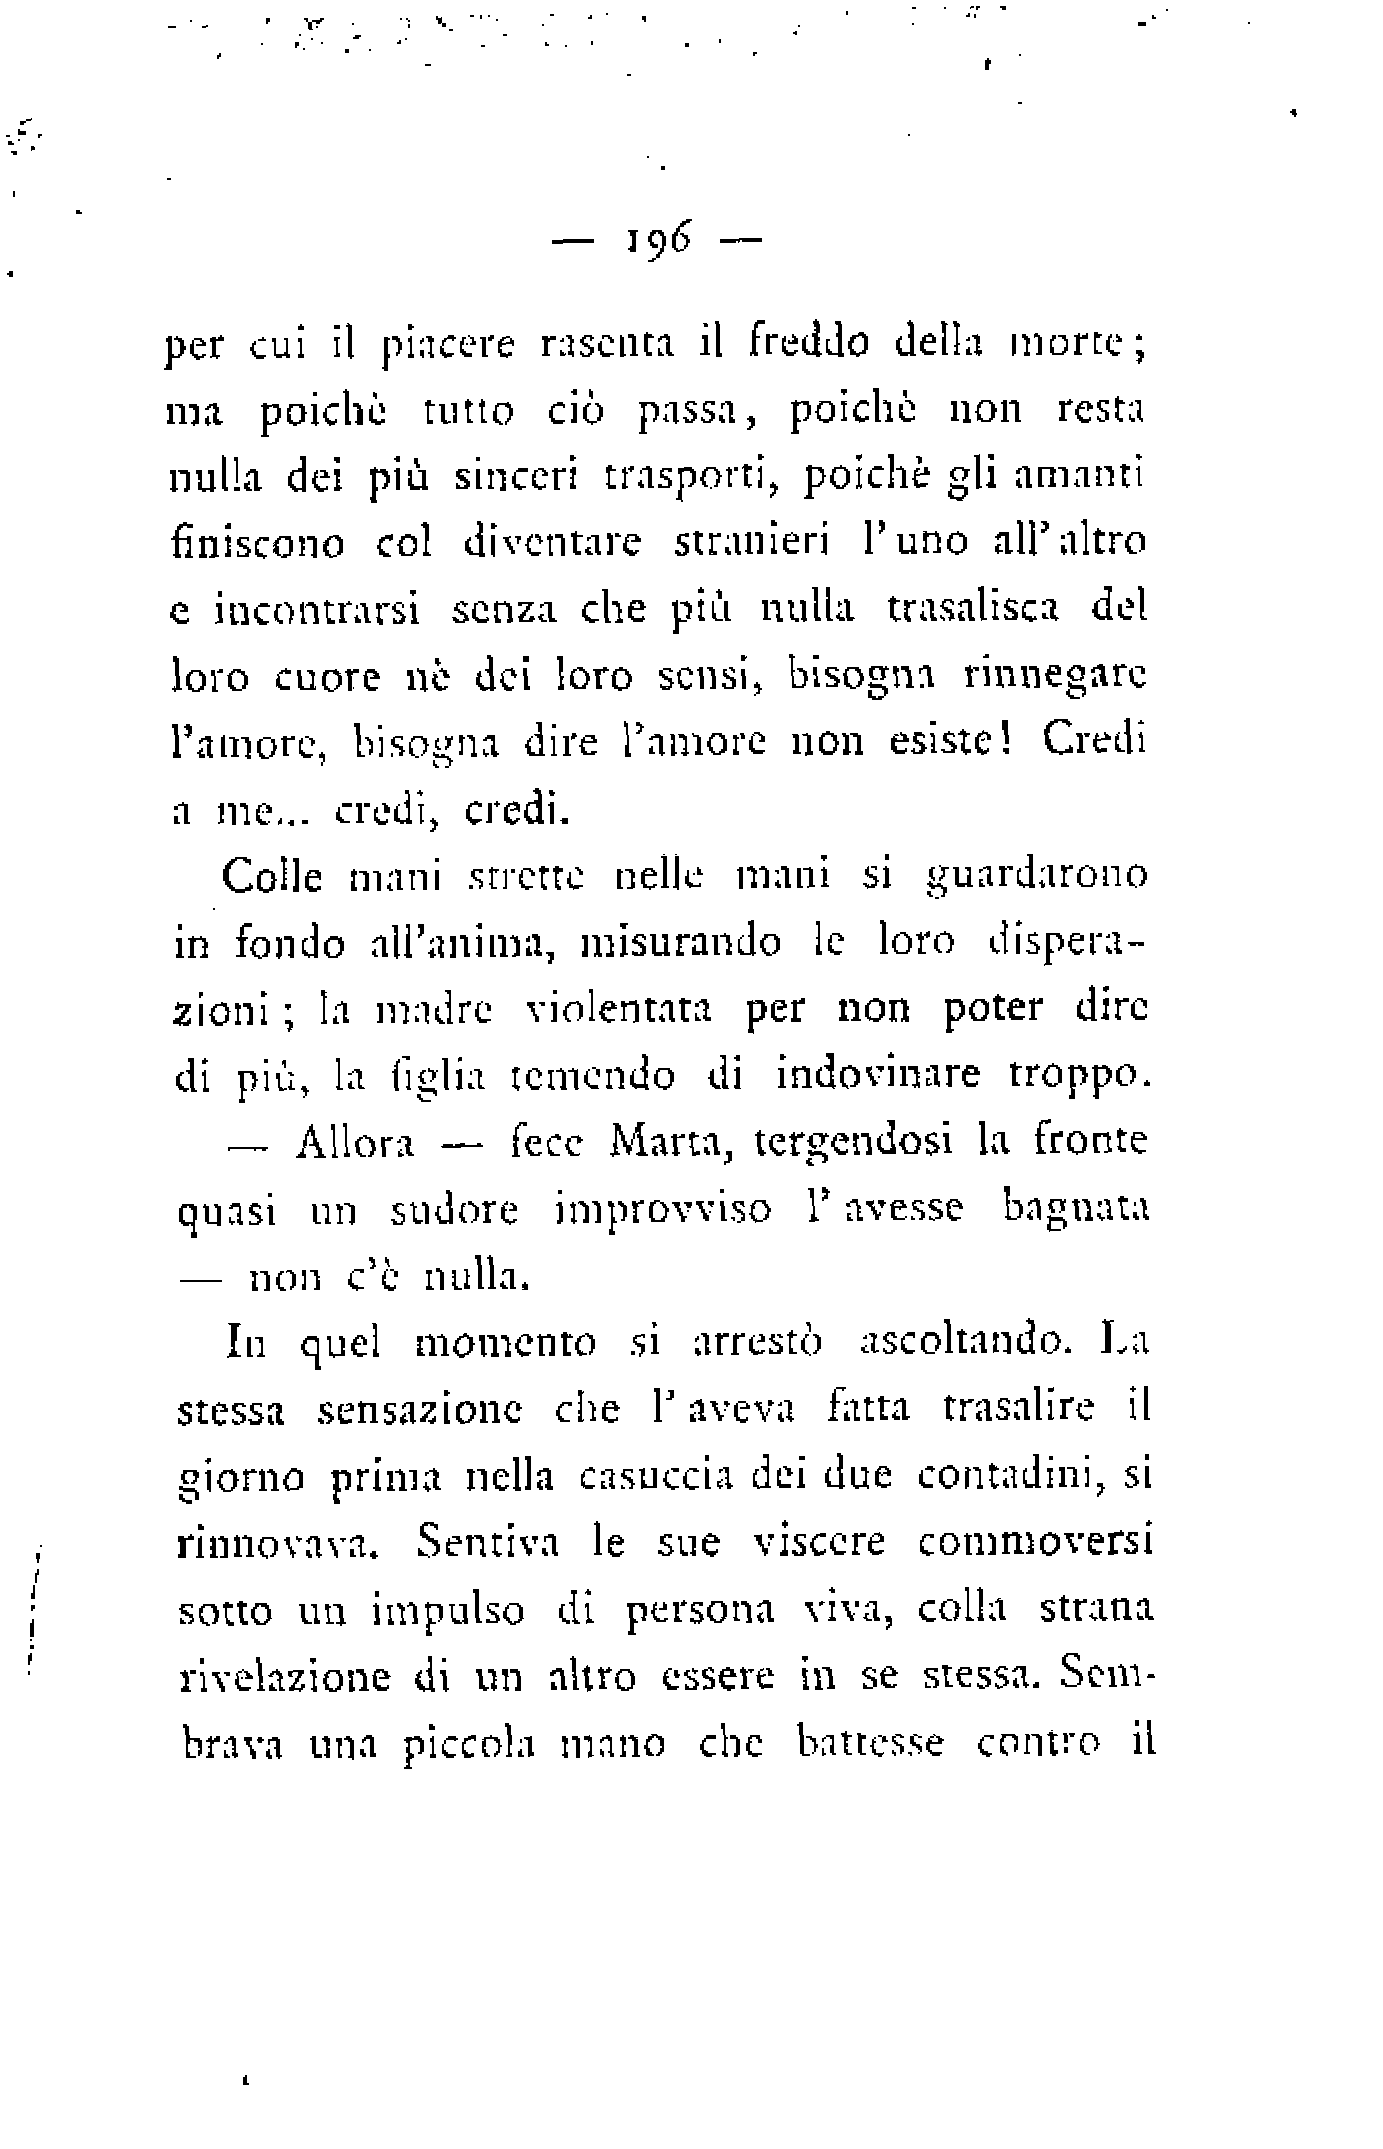 — 196 —
per cui il piacere rasenta il freddo della morte;
ma poichè tutto ciò passa, poichè non resta
nulla dei più sinceri trasporti, poichè gli amanti
finiscono col diventare stranieri l'uno all'altro
e incontrarsi senza che più nulla trasalisca del
loro cuore nè dei loro sensi, bisogna rinnegare
l'amore, bisogna dire l'amore non esiste! Credi
a me... credi, credi.
Colle mani strette nelle mani si guardarono
in fondo all'anima, misurando le loro dispera-
zioni; la madre violentata per non poter dire
di più, la figlia temendo di indovinare troppo.
— Allora — fece Marta, tergendosi la fronte
quasi un sudore improvviso l'avesse bagnata
— non c'è nulla.
In quel momento si arrestò ascoltando. La
stessa sensazione che l'aveva fatta trasalire il
giorno prima nella casuccia dei due contadini, si
rinnovava. Sentiva le sue viscere commoversi
sotto un impulso di persona viva, colla strana
rivelazione di un altro essere in se stessa. Sem-
brava una piccola mano che battesse contro il